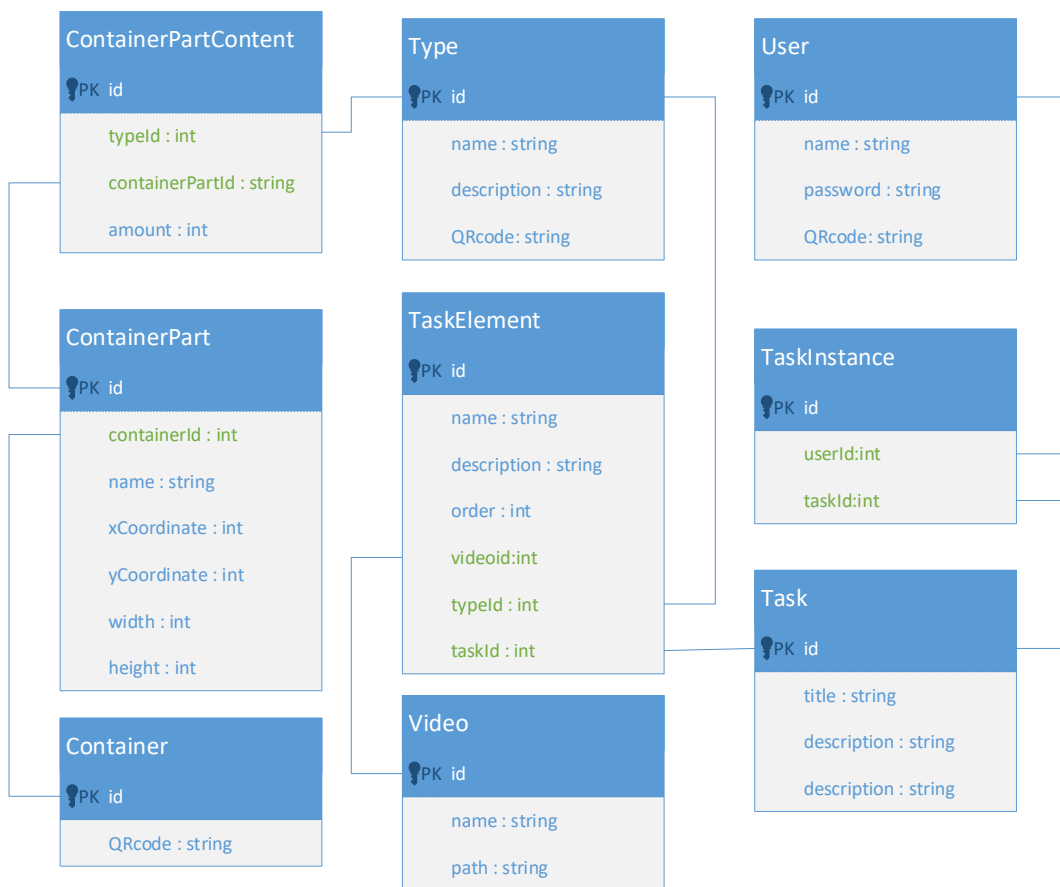 ContainerPartContent
PK id
typeId : int
containerPartId : string
amount : int
Type
PK id
name : string
description : string
QRcode: string
User
PK id
name : string
password : string
QRcode: string
ContainerPart
PK id
containerId : int
name : string
xCoordinate : int
yCoordinate : int
width : int
height : int
TaskElement
PK id
name : string
description : string
order : int
videoid:int
typeId : int
taskId : int
TaskInstance
PK id
userId:int
taskId:int
Task
PK id
title : string
description : string
description : string
Container
PK id
QRcode : string
Video
PK id
name : string
path : string